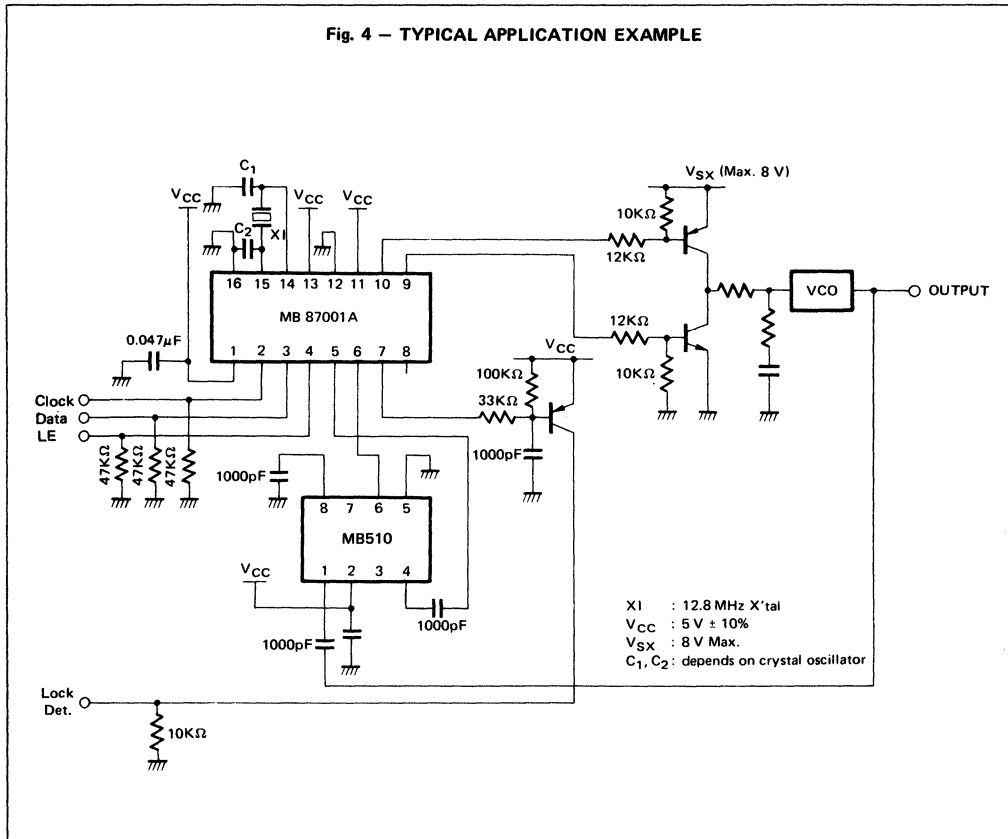 Fig. 4 — TYPICAL APPLICATION EXAMPLE
C1
VCC
VCC
VCC
VSX (Max. 8 V)
10KΩ
C2
XI
12KΩ
16 15 14 13 12 11 10 9
MB 87001A
VCO
OUTPUT
0.047μF
1 2 3 4 5 6 7 8
12KΩ
10KΩ
VCC
100KΩ
33KΩ
Clock
Data
LE
47KΩ
47KΩ
47KΩ
1000pF
1000pF
8 7 6 5
MB510
1 2 3 4
VCC
1000pF
1000pF
XI : 12.8 MHz X'tal
VCC : 5 V ± 10%
VSX : 8 V Max.
C1, C2 : depends on crystal oscillator
Lock
Det.
10KΩ